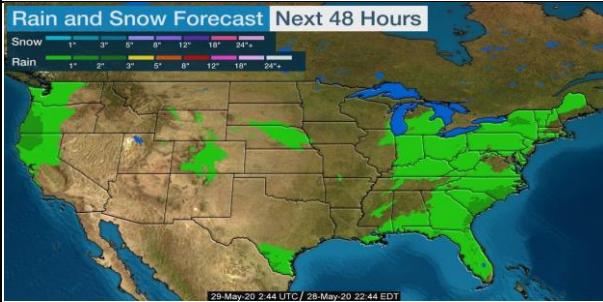 Rain and Snow Forecast Next 48 Hours
Snow 1" 2" 3" 5" 8" 12" 18" 24"+
Rain 1" 2" 3" 5" 8" 12" 18" 24"+
29-May-20 2:44 UTC / 28-May-20 22:44 EDT